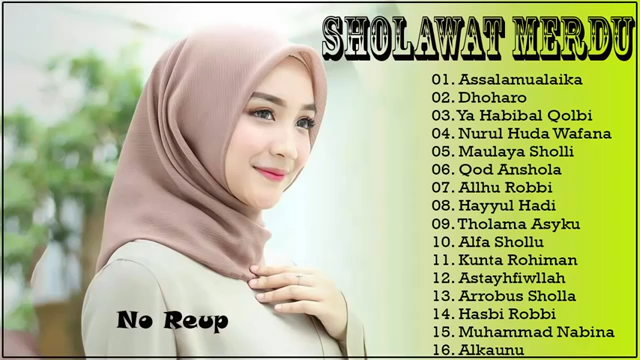 SHOLAWAT MERDU
01. Assalamualaika
02. Dhoharo
03. Ya Habibal Qolbi
04. Nurul Huda Wafana
05. Maulaya Sholli
06. Qod Anshola
07. Allhu Robbi
08. Hayyul Hadi
09. Tholama Asyku
10. Alfa Shollu
11. Kunta Rohiman
12. Astayhfiwllah
13. Arrobus Sholla
14. Hasbi Robbi
15. Muhammad Nabina
16. Alkaunu
No Reup